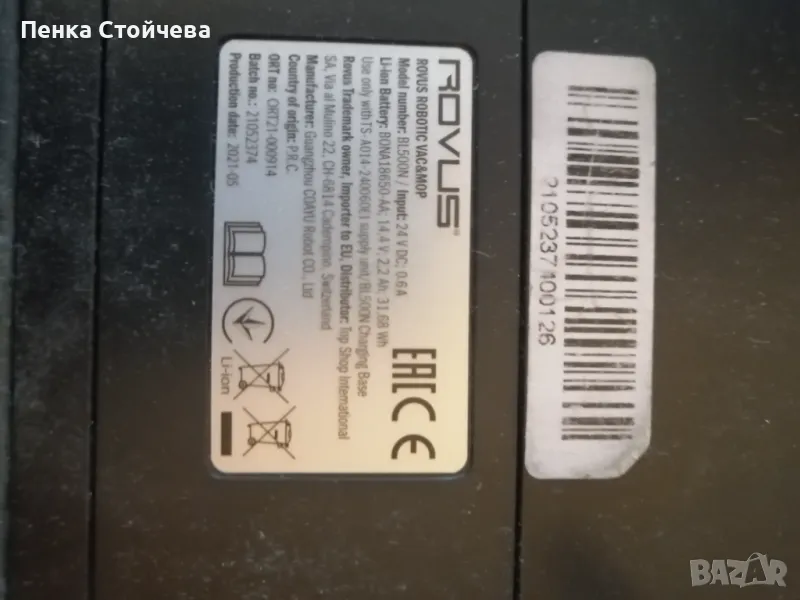 Пенка Стойчева
ROVUS
ROVUS ROBOTIC VAC&MOP
Model number: BL500N / Input: 24 V DC, 0.6 A
Li-ion Battery: BONA18650-AA; 14.4 V, 2.2 Ah; 31.68 Wh
Use only with TS-A014-240060E1 supply unit/BL500N Charging Base
Rovus Trademark owner, Importer to EU, Distributor: Top Shop International
SA, Via al Mulino 22, CH-6814 Cadempino, Switzerland
Manufacturer: Guangzhou COAYU Robot CO., Ltd
Country of origin: P.R.C.
ORT no: ORT21-000914
Batch no.: 21052374
Production date: 2021-05
EAC CE
Li-ion
2105237400126
BAZAR